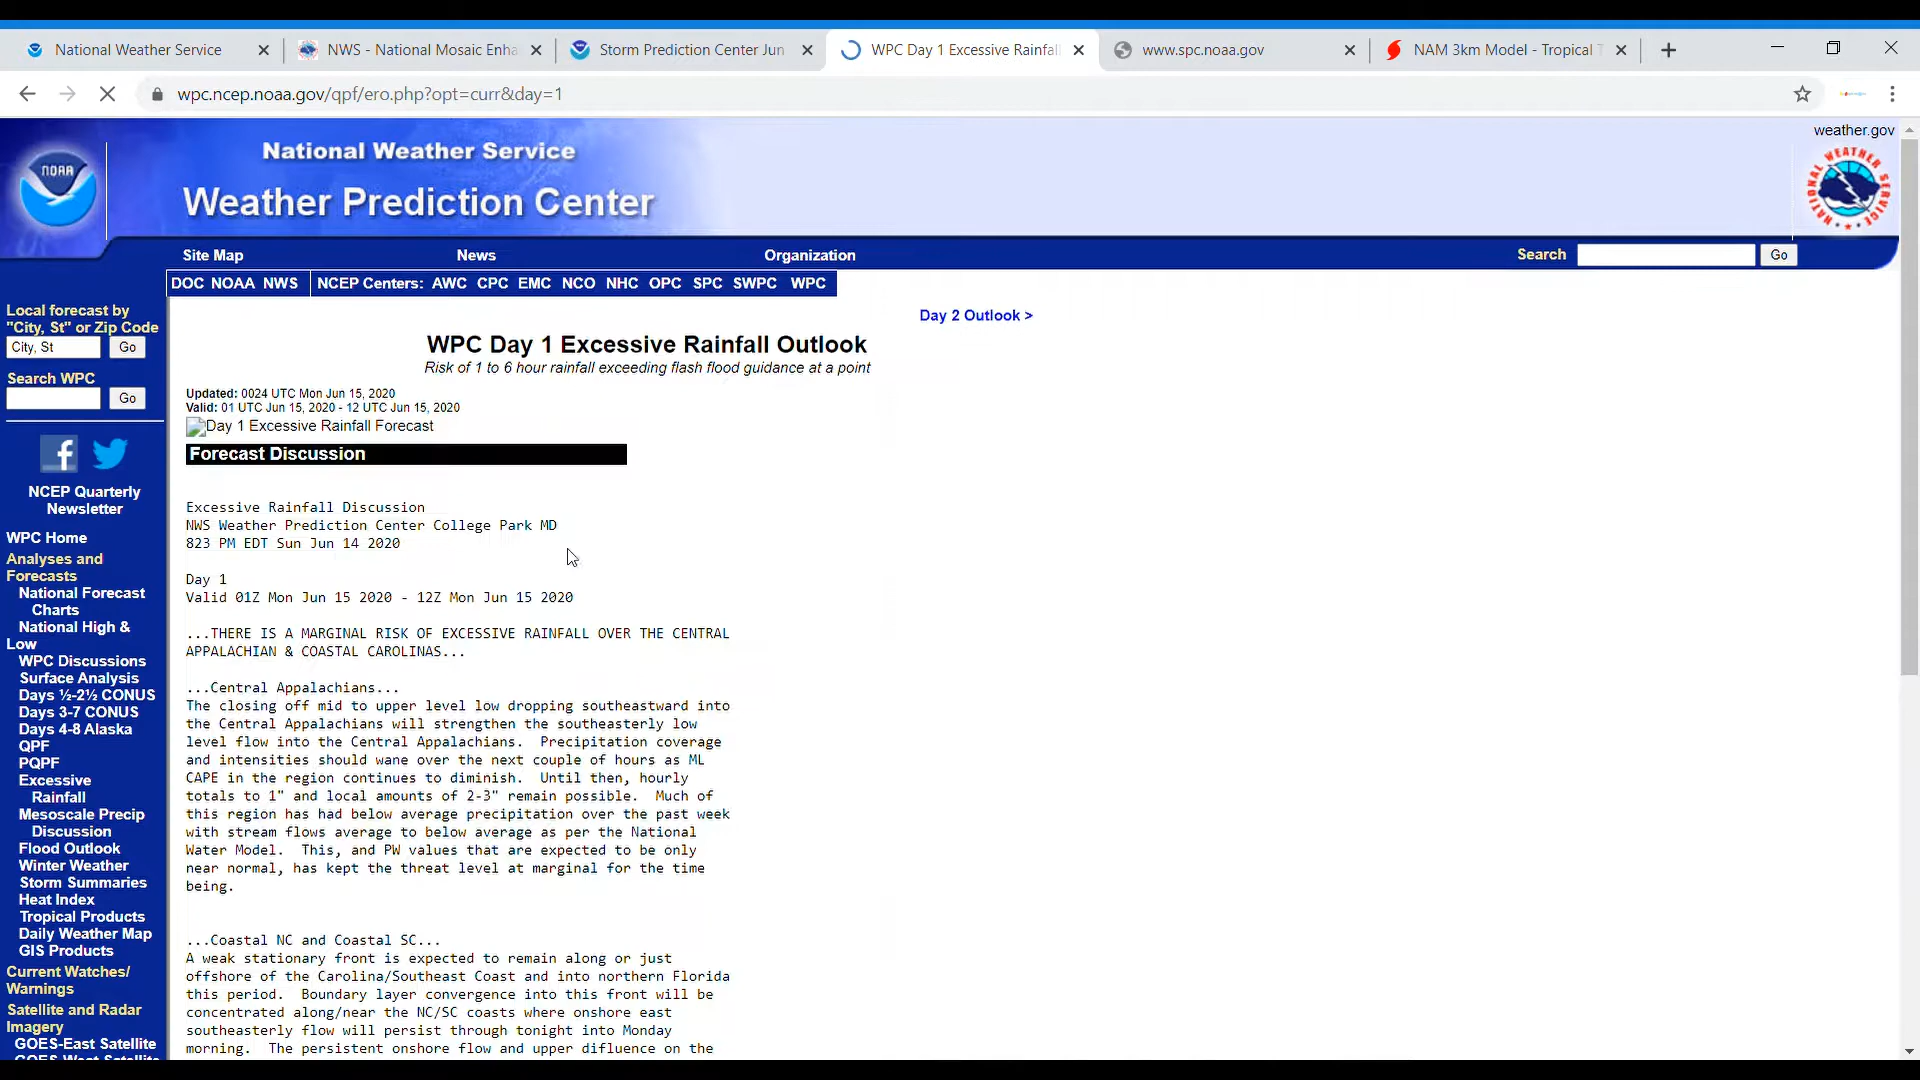 National Weather Service
NWS - National Mosaic Enha
Storm Prediction Center Jun
WPC Day 1 Excessive Rainfal
www.spc.noaa.gov
NAM 3km Model - Tropical T
wpc.ncep.noaa.gov/qpf/ero.php?opt=curr&day=1
weather.gov
NOAA
National Weather Service
Weather Prediction Center
NATIONAL WEATHER SERVICE
Site Map News Organization Search Go
DOC NOAA NWS NCEP Centers: AWC CPC EMC NCO NHC OPC SPC SWPC WPC
Local forecast by
"City, St" or Zip Code
City, St Go
Search WPC
Go
NCEP Quarterly
Newsletter
WPC Home
Analyses and
Forecasts
National Forecast
Charts
National High &
Low
WPC Discussions
Surface Analysis
Days ½-2½ CONUS
Days 3-7 CONUS
Days 4-8 Alaska
QPF
PQPF
Excessive
Rainfall
Mesoscale Precip
Discussion
Flood Outlook
Winter Weather
Storm Summaries
Heat Index
Tropical Products
Daily Weather Map
GIS Products
Current Watches/
Warnings
Satellite and Radar
Imagery
GOES-East Satellite
GOES-West Satellite
Day 2 Outlook >
WPC Day 1 Excessive Rainfall Outlook
Risk of 1 to 6 hour rainfall exceeding flash flood guidance at a point
Updated: 0024 UTC Mon Jun 15, 2020
Valid: 01 UTC Jun 15, 2020 - 12 UTC Jun 15, 2020
Day 1 Excessive Rainfall Forecast
Forecast Discussion
Excessive Rainfall Discussion
NWS Weather Prediction Center College Park MD
823 PM EDT Sun Jun 14 2020
Day 1
Valid 01Z Mon Jun 15 2020 - 12Z Mon Jun 15 2020
...THERE IS A MARGINAL RISK OF EXCESSIVE RAINFALL OVER THE CENTRAL
APPALACHIAN & COASTAL CAROLINAS...
...Central Appalachians...
The closing off mid to upper level low dropping southeastward into
the Central Appalachians will strengthen the southeasterly low
level flow into the Central Appalachians. Precipitation coverage
and intensities should wane over the next couple of hours as ML
CAPE in the region continues to diminish. Until then, hourly
totals to 1" and local amounts of 2-3" remain possible. Much of
this region has had below average precipitation over the past week
with stream flows average to below average as per the National
Water Model. This, and PW values that are expected to be only
near normal, has kept the threat level at marginal for the time
being.
...Coastal NC and Coastal SC...
A weak stationary front is expected to remain along or just
offshore of the Carolina/Southeast Coast and into northern Florida
this period. Boundary layer convergence into this front will be
concentrated along/near the NC/SC coasts where onshore east
southeasterly flow will persist through tonight into Monday
morning. The persistent onshore flow and upper difluence on the